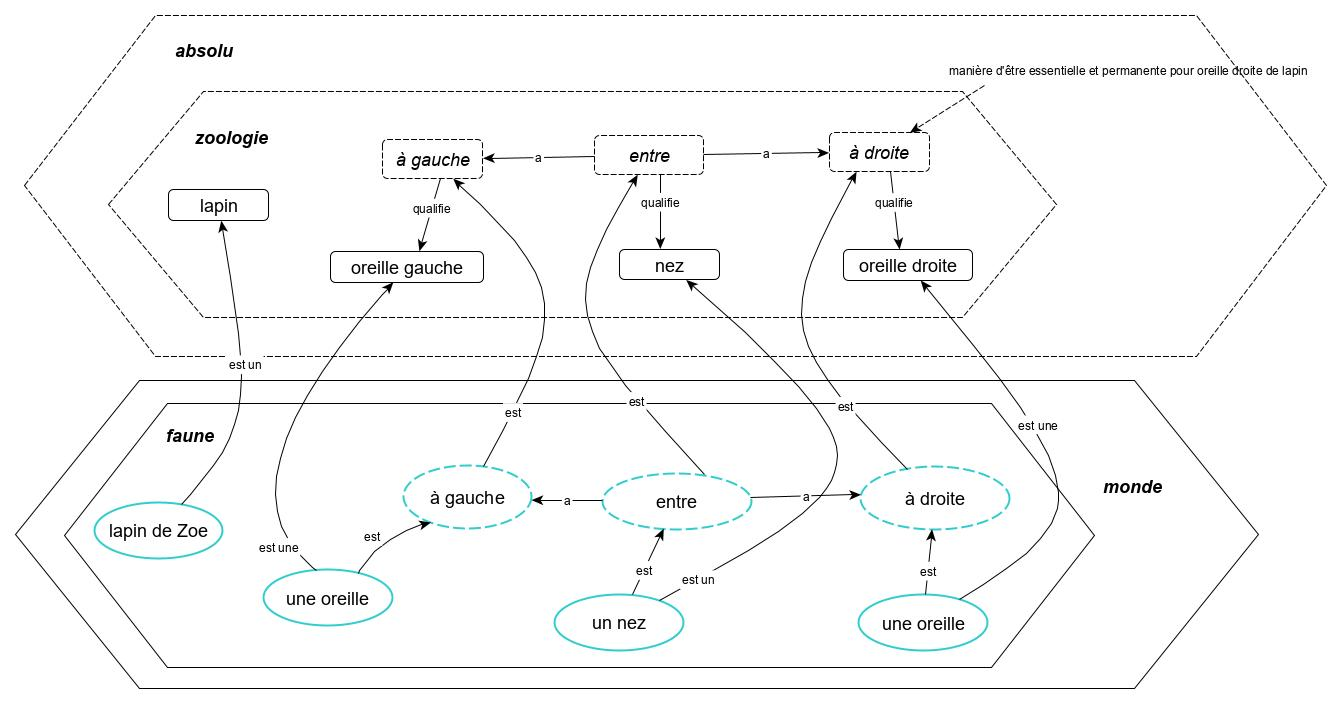 absolu
manière d'être essentielle et permanente pour oreille droite de lapin
zoologie
à gauche
a
entre
a
à droite
lapin
qualifie
qualifie
qualifie
oreille gauche
nez
oreille droite
est un
est
est
est
est une
faune
monde
à gauche
a
entre
a
à droite
lapin de Zoe
est
est une
est
est un
est
une oreille
un nez
une oreille